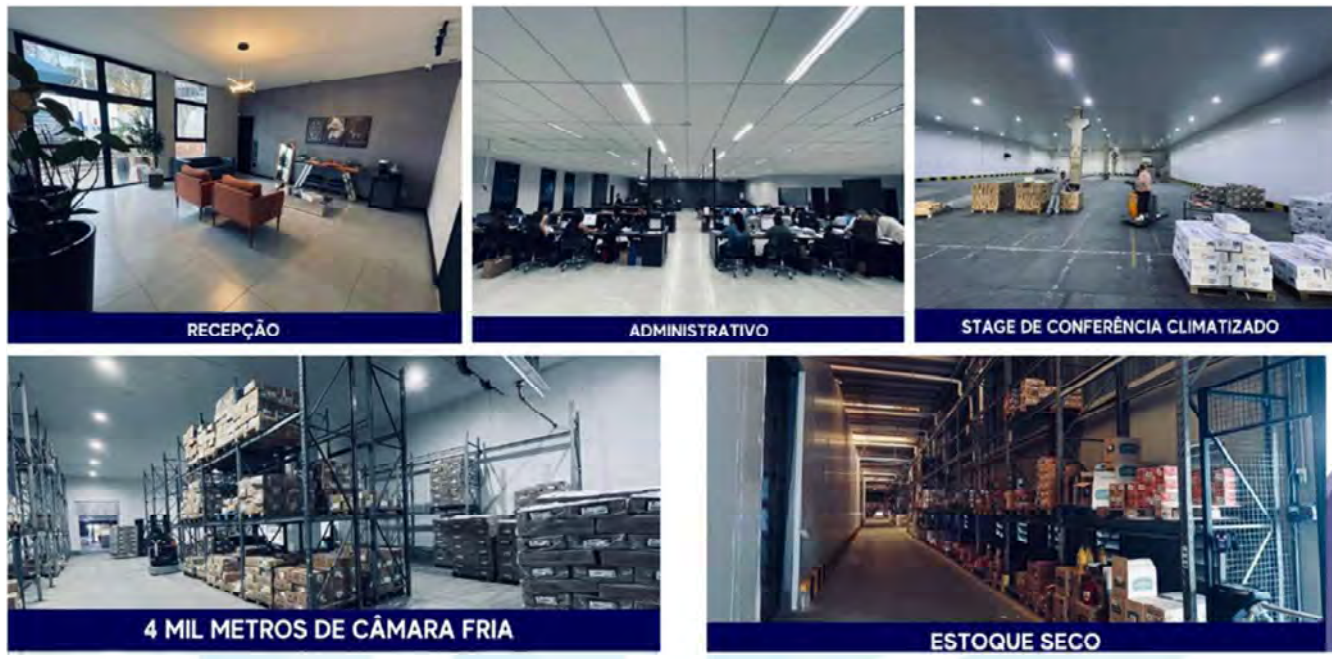 RECEPÇÃO
ADMINISTRATIVO
STAGE DE CONFERÊNCIA CLIMATIZADO
4 MIL METROS DE CÂMARA FRIA
ESTOQUE SECO